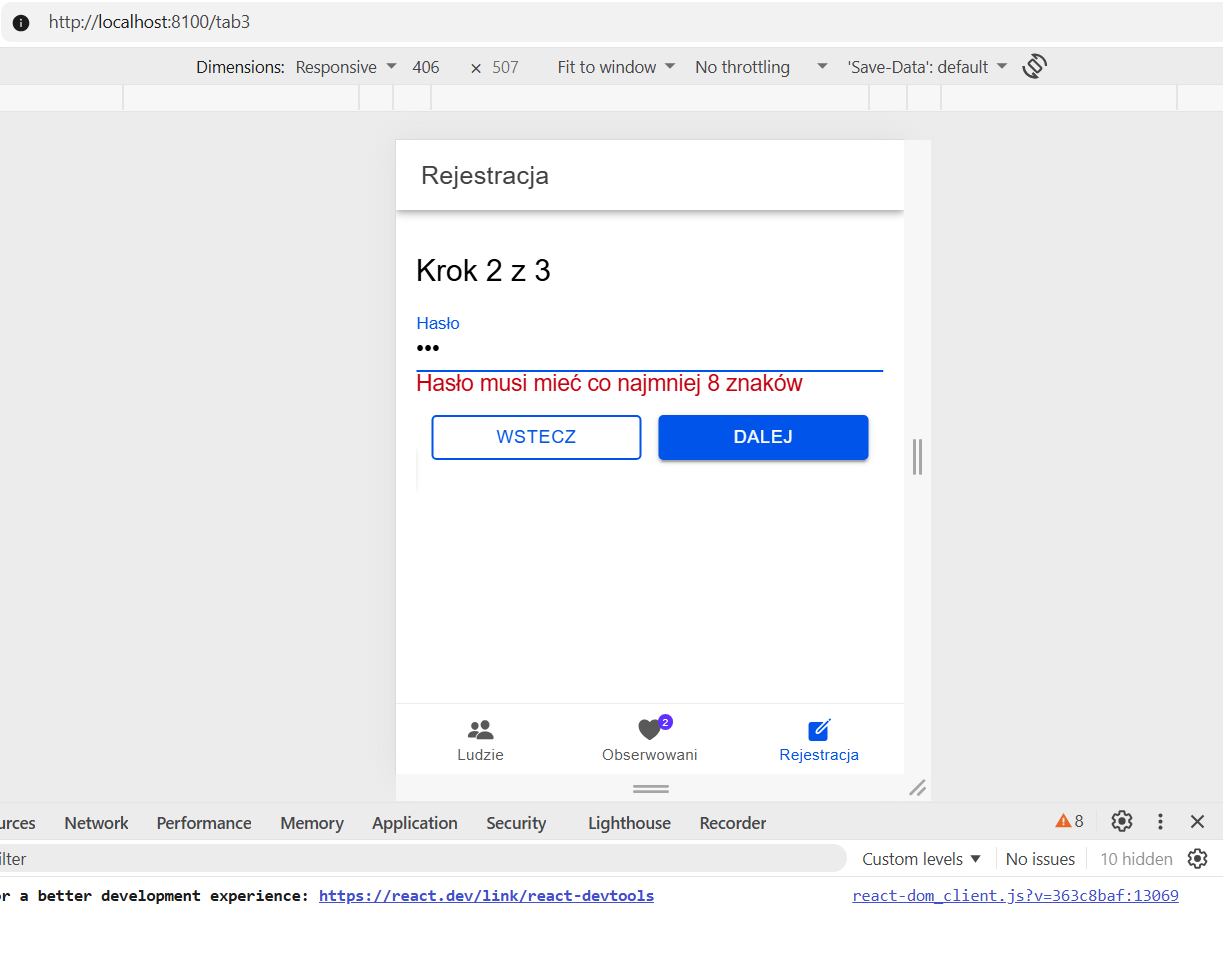 http://localhost:8100/tab3
Dimensions: Responsive 406 × 507 Fit to window No throttling 'Save-Data': default
Rejestracja
Krok 2 z 3
Hasło
•••
Hasło musi mieć co najmniej 8 znaków
WSTECZ DALEJ
2
Ludzie Obserwowani Rejestracja
urces Network Performance Memory Application Security Lighthouse Recorder 8
ilter Custom levels ▼ No issues 10 hidden
or a better development experience: https://react.dev/link/react-devtools react-dom_client.js?v=363c8baf:13069